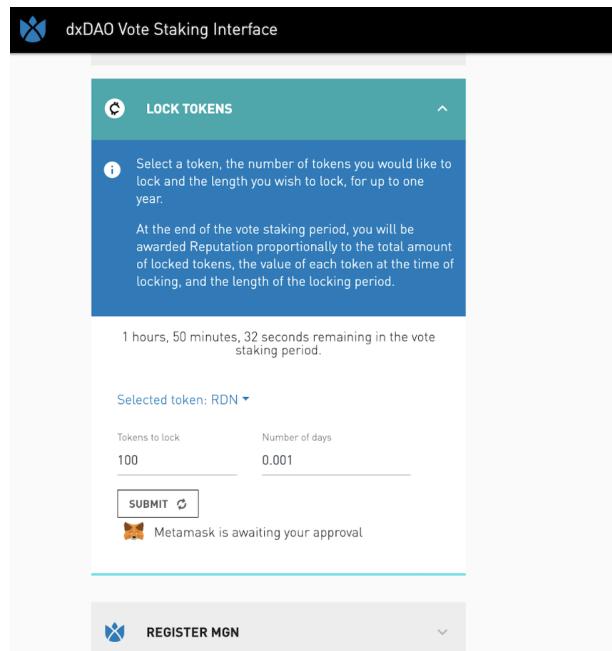 dxDAO Vote Staking Interface
LOCK TOKENS
Select a token, the number of tokens you would like to
lock and the length you wish to lock, for up to one
year.
At the end of the vote staking period, you will be
awarded Reputation proportionally to the total amount
of locked tokens, the value of each token at the time of
locking, and the length of the locking period.
1 hours, 50 minutes, 32 seconds remaining in the vote
staking period.
Selected token: RDN
Tokens to lock Number of days
100 0.001
SUBMIT
Metamask is awaiting your approval
REGISTER MGN